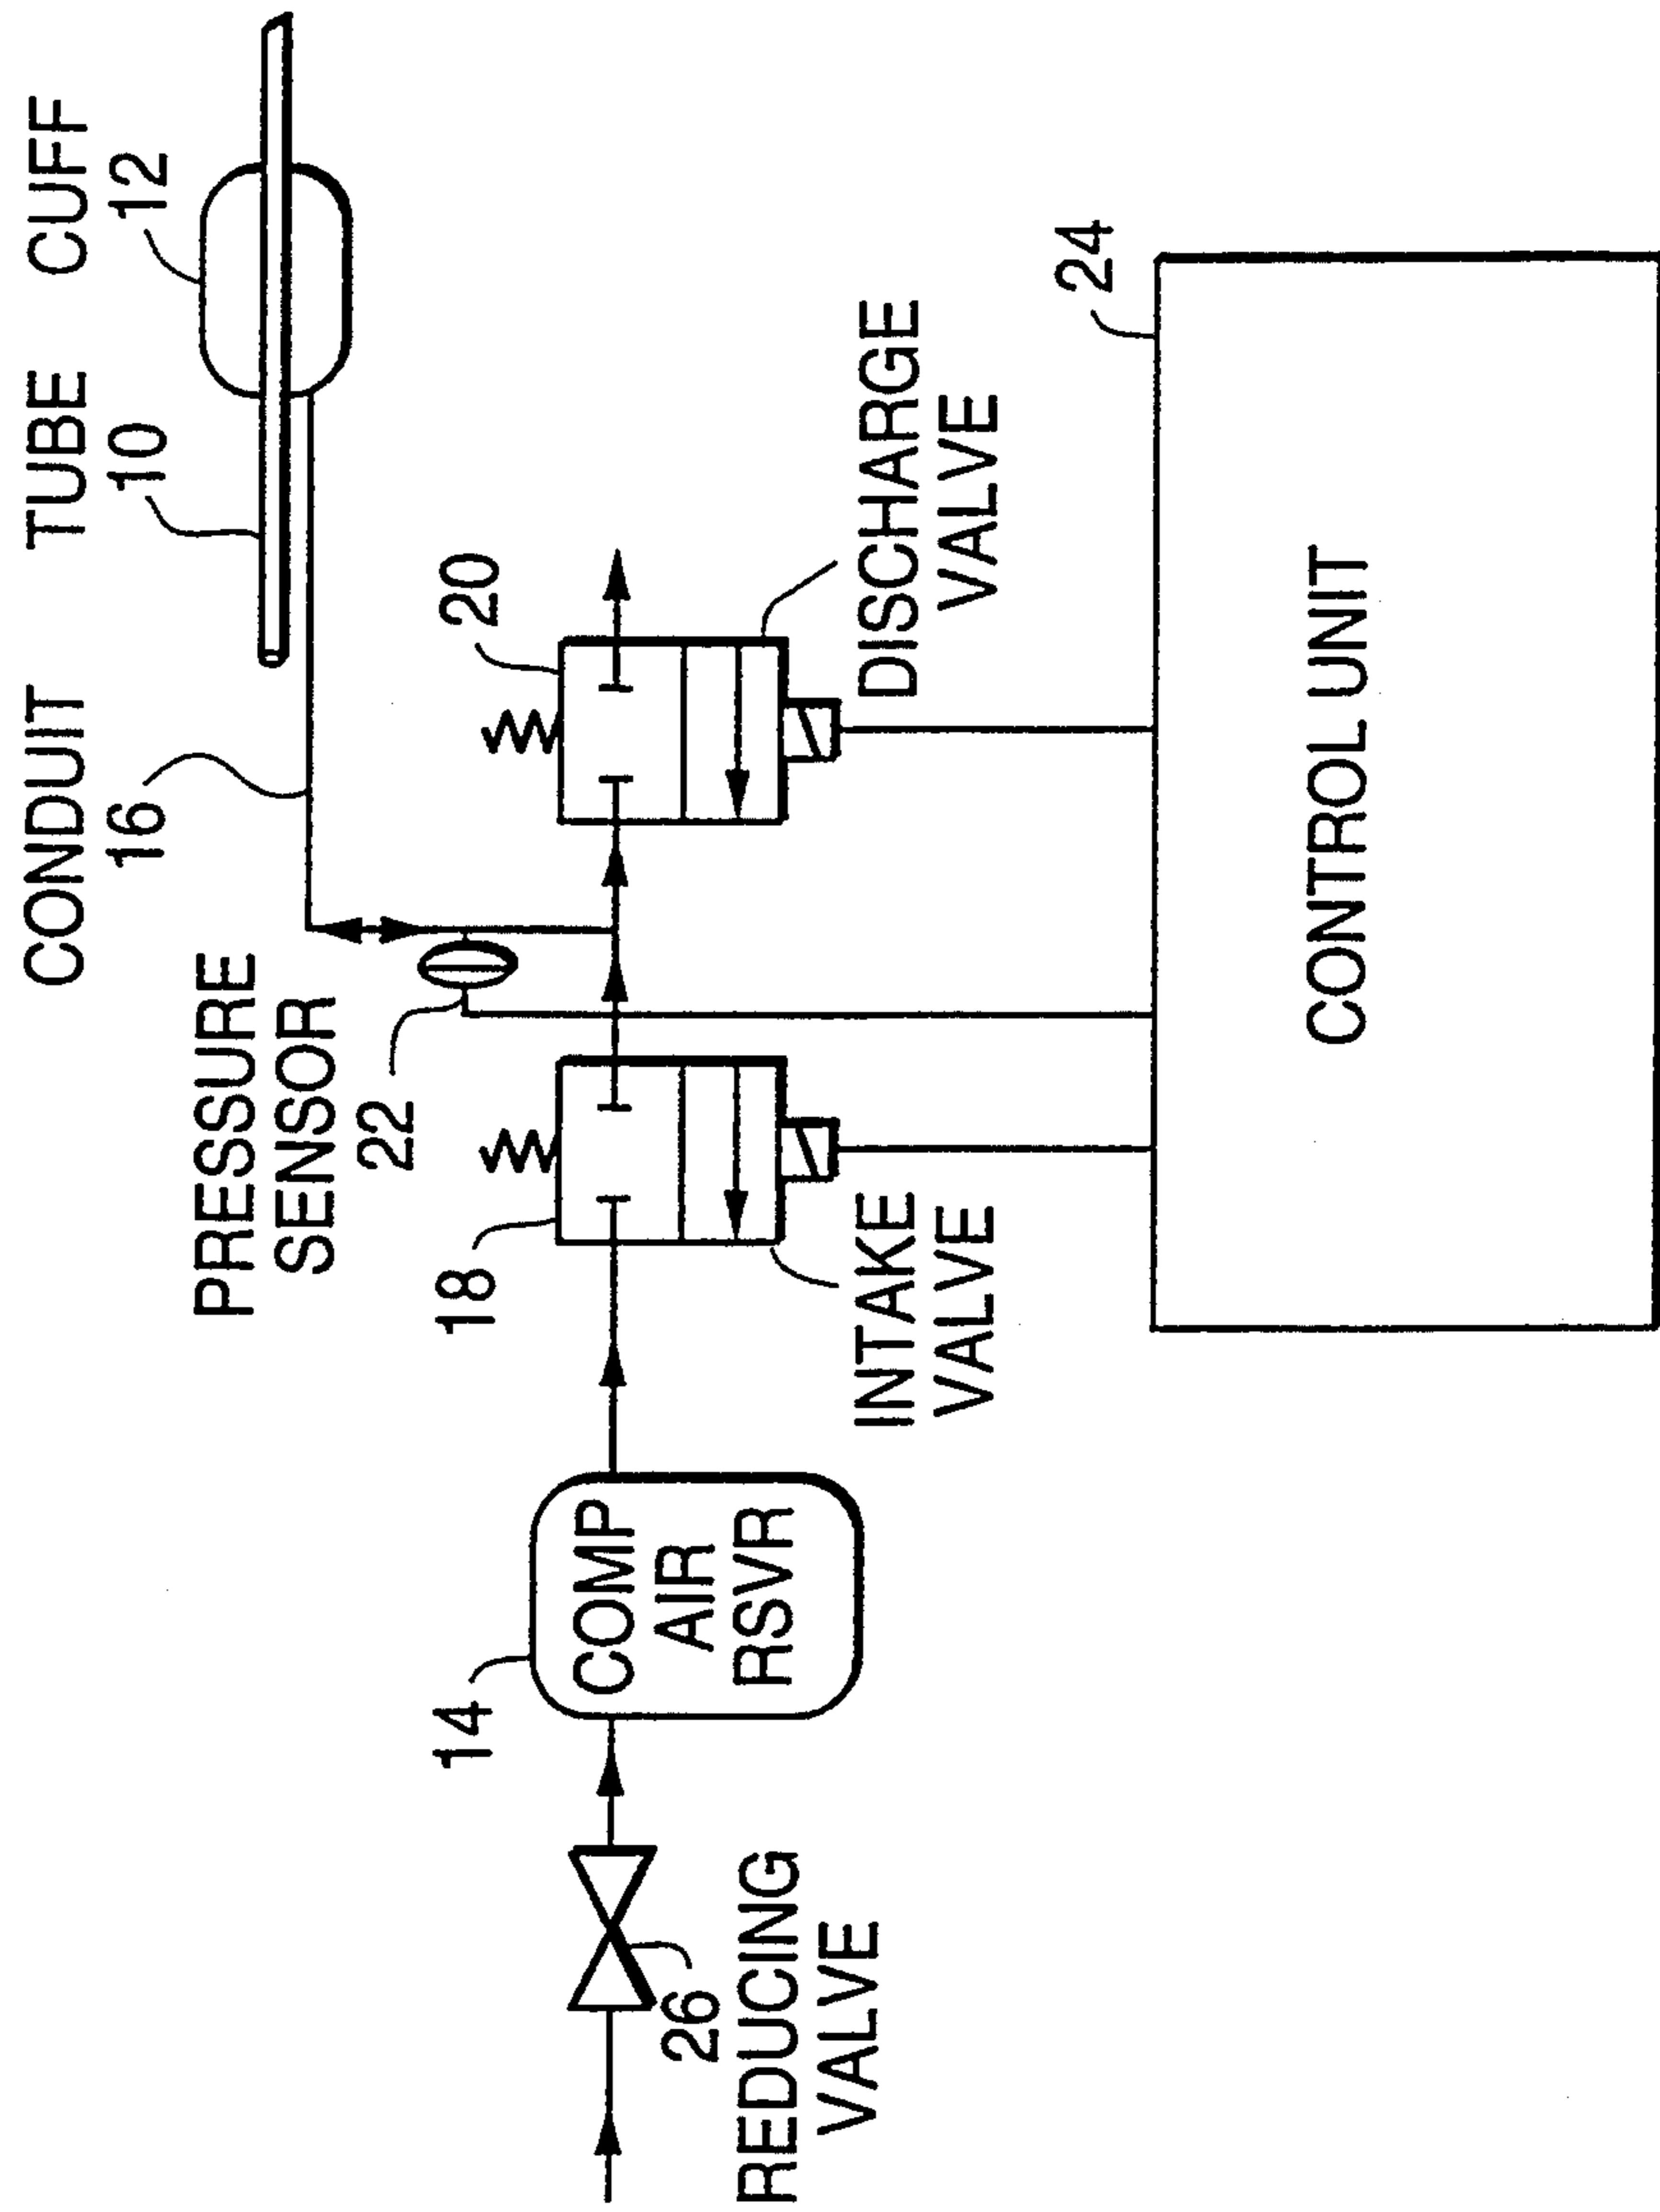 CONDUIT TUBE CUFF
16 10 12
PRESSURE
SENSOR
22
18 20
14
COMP
AIR
RSVR
26
REDUCING
VALVE
INTAKE
VALVE
DISCHARGE
VALVE
24
CONTROL UNIT